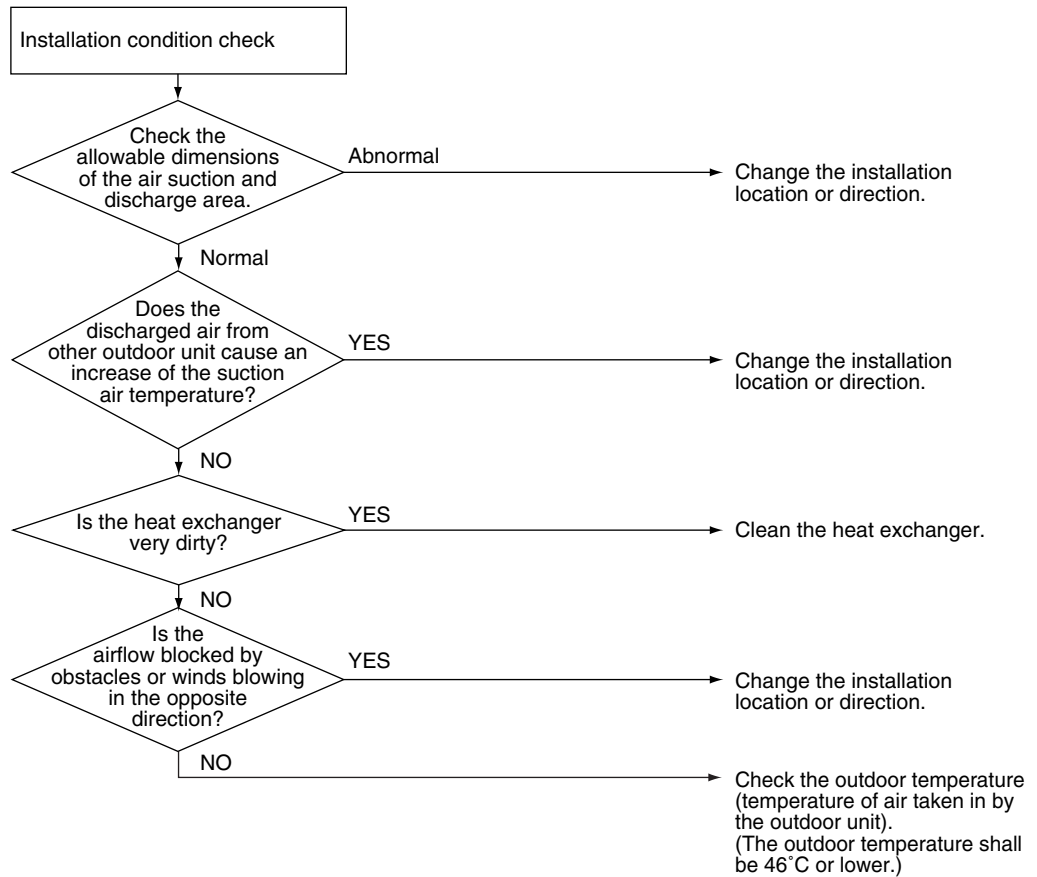 Installation condition check
Check the
allowable dimensions
of the air suction and
discharge area.
Abnormal
Change the installation
location or direction.
Normal
Does the
discharged air from
other outdoor unit cause an
increase of the suction
air temperature?
YES
Change the installation
location or direction.
NO
Is the heat exchanger
very dirty?
YES
Clean the heat exchanger.
NO
Is the
airflow blocked by
obstacles or winds blowing
in the opposite
direction?
YES
Change the installation
location or direction.
NO
Check the outdoor temperature
(temperature of air taken in by
the outdoor unit).
(The outdoor temperature shall
be 46˚C or lower.)